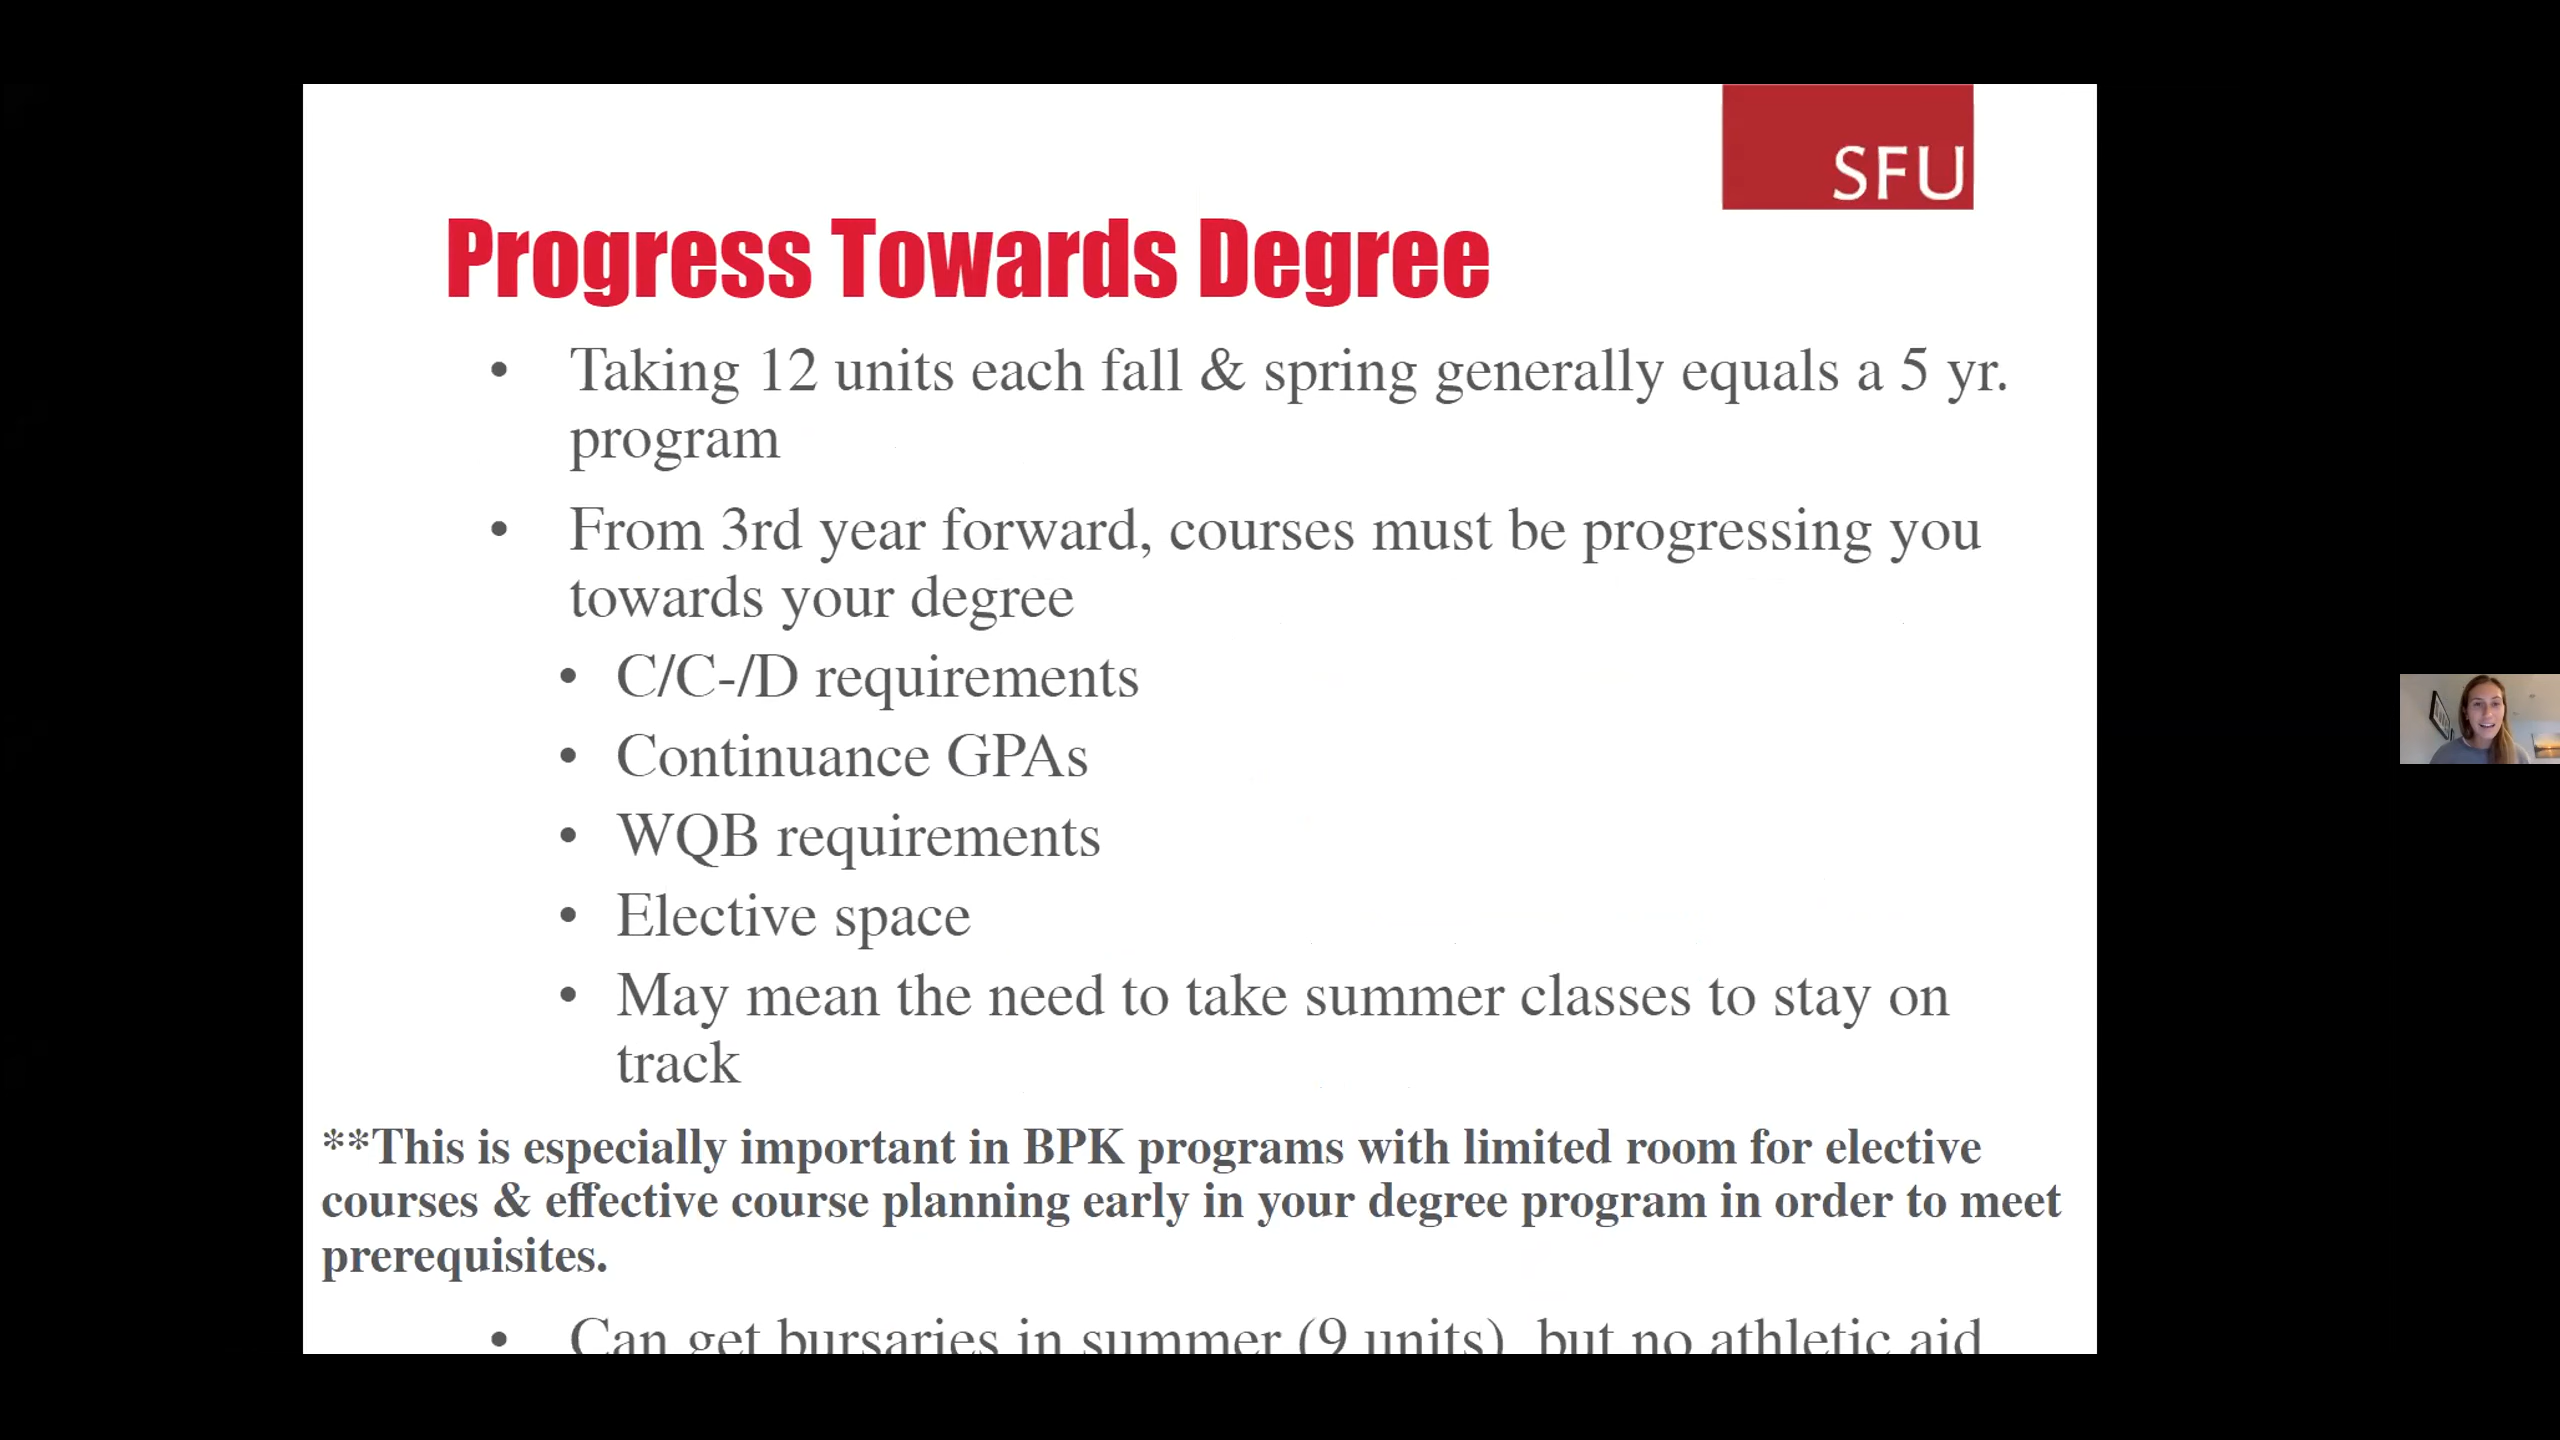 SFU
Progress Towards Degree
• Taking 12 units each fall & spring generally equals a 5 yr.
program
• From 3rd year forward, courses must be progressing you
towards your degree
• C/C-/D requirements
• Continuance GPAs
• WQB requirements
• Elective space
• May mean the need to take summer classes to stay on
track
**This is especially important in BPK programs with limited room for elective
courses & effective course planning early in your degree program in order to meet
prerequisites.
• Can get bursaries in summer (9 units), but no athletic aid